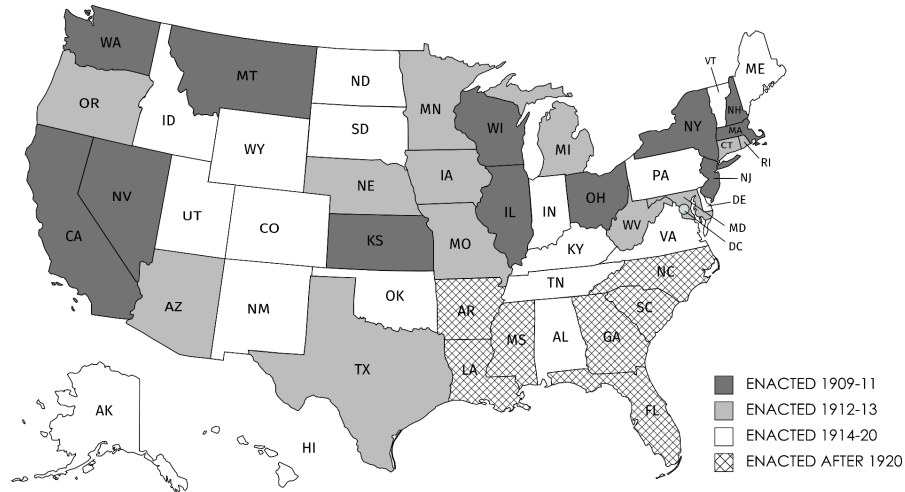 WA
MT
ND
MN
VT
ME
OR
ID
SD
WI
NY
NH
MA
CT
RI
WY
MI
NE
IA
PA
NJ
NV
UT
CO
IL
IN
OH
DE
CA
KS
MO
WV
MD
KY
VA
DC
AZ
NM
OK
AR
TN
NC
SC
TX
LA
MS
AL
GA
FL
AK
HI
ENACTED 1909-11
ENACTED 1912-13
ENACTED 1914-20
ENACTED AFTER 1920